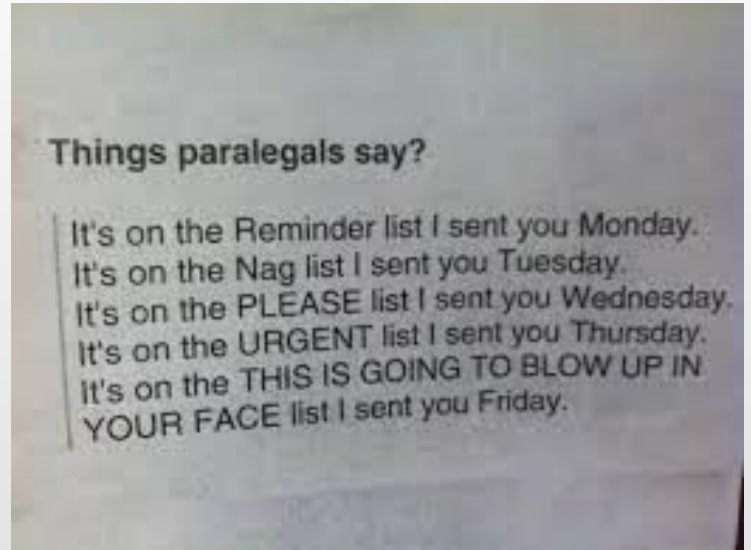 Things paralegals say?
It's on the Reminder list I sent you Monday.
It's on the Nag list I sent you Tuesday.
It's on the PLEASE list I sent you Wednesday.
It's on the URGENT list I sent you Thursday.
It's on the THIS IS GOING TO BLOW UP IN
YOUR FACE list I sent you Friday.